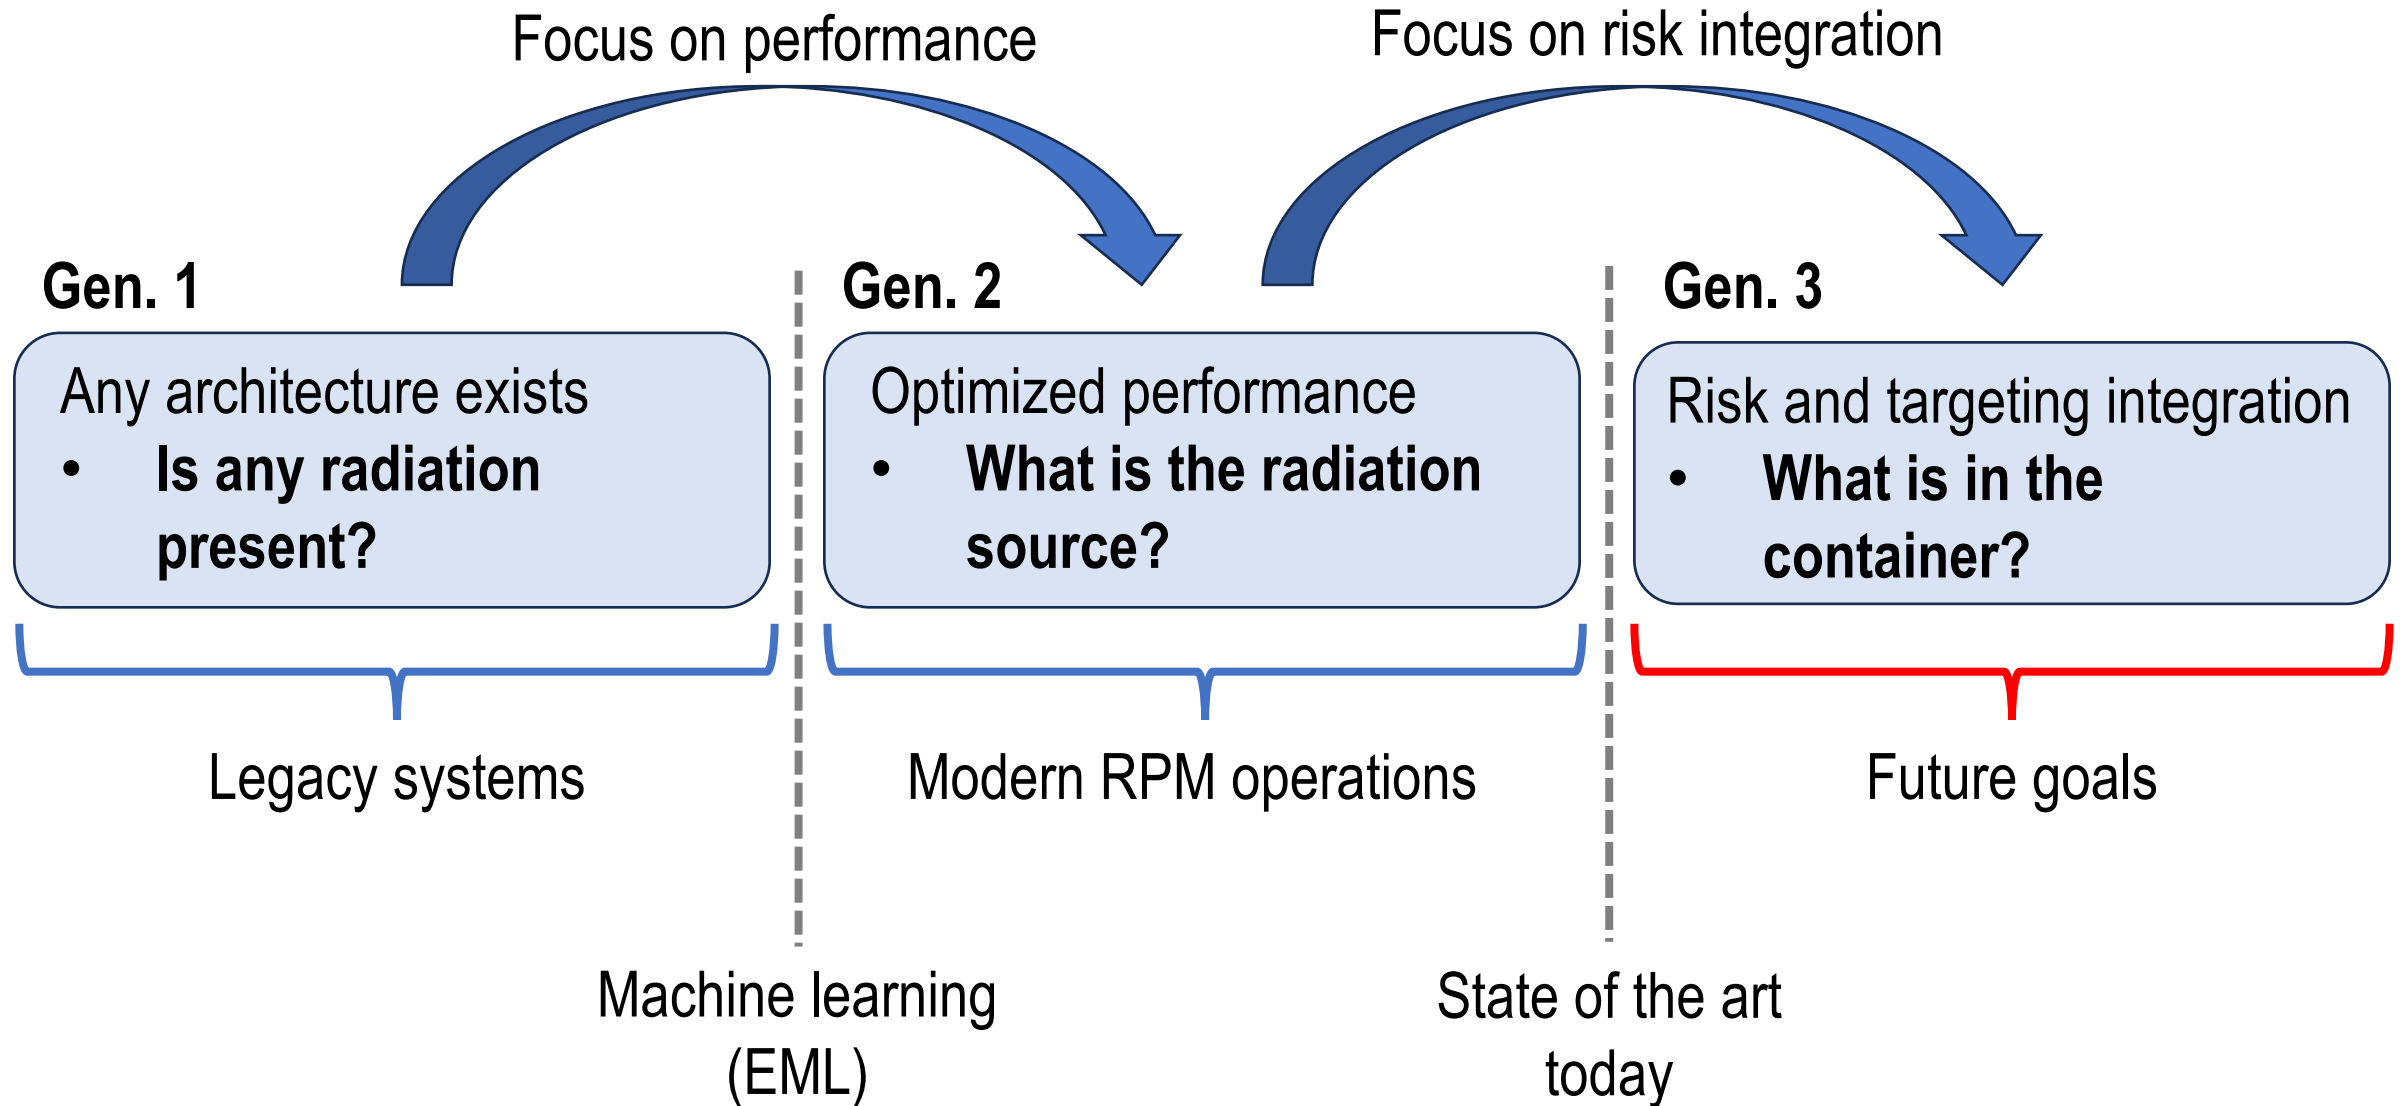 Focus on performance
Focus on risk integration
Gen. 1
Gen. 2
Gen. 3
Any architecture exists
• Is any radiation
present?
Optimized performance
• What is the radiation
source?
Risk and targeting integration
• What is in the
container?
Legacy systems
Modern RPM operations
Future goals
Machine learning
(EML)
State of the art
today